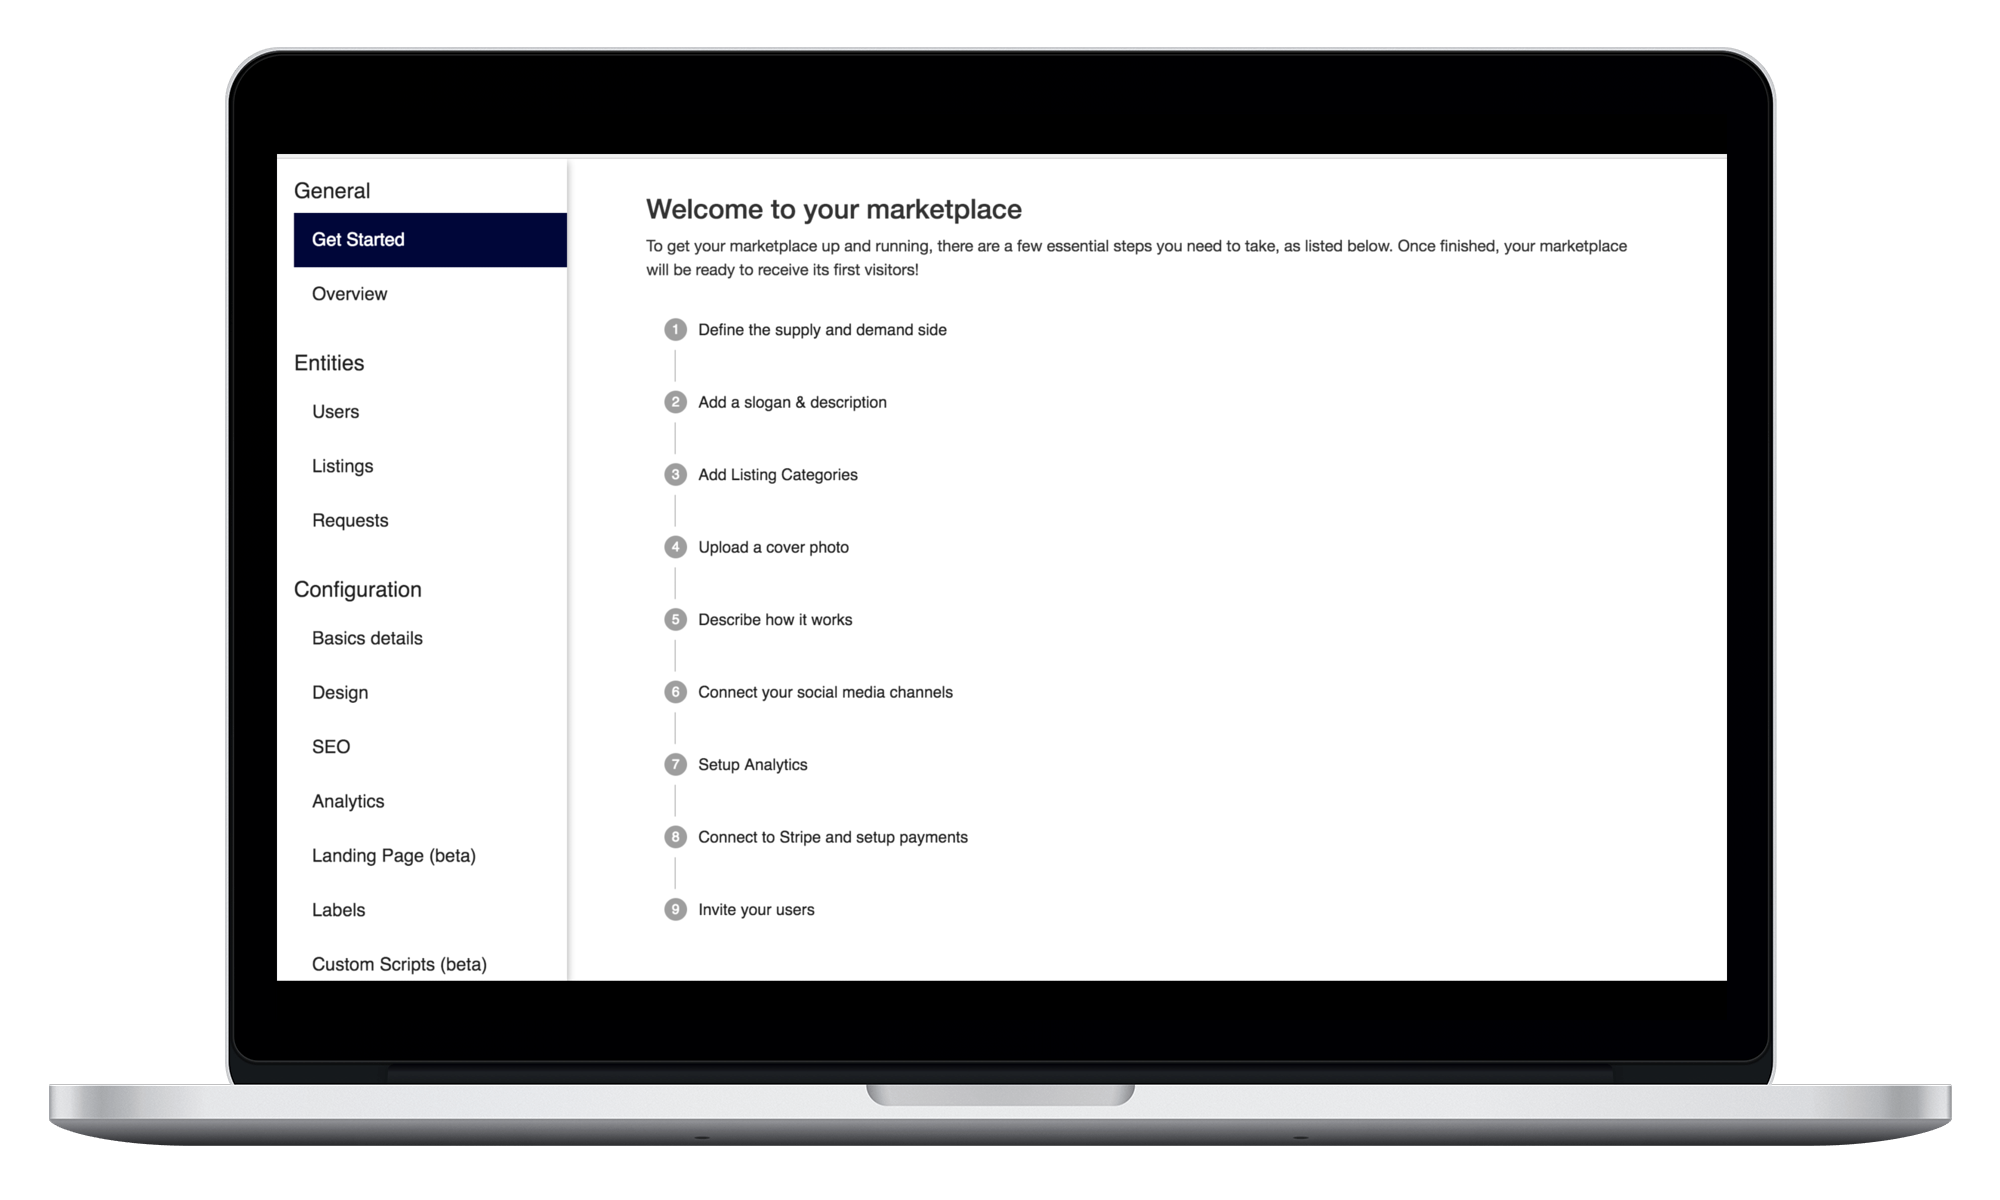 General
Get Started
Overview
Entities
Users
Listings
Requests
Configuration
Basics details
Design
SEO
Analytics
Landing Page (beta)
Labels
Custom Scripts (beta)
Welcome to your marketplace
To get your marketplace up and running, there are a few essential steps you need to take, as listed below. Once finished, your marketplace
will be ready to receive its first visitors!
1 Define the supply and demand side
2 Add a slogan & description
3 Add Listing Categories
4 Upload a cover photo
5 Describe how it works
6 Connect your social media channels
7 Setup Analytics
8 Connect to Stripe and setup payments
9 Invite your users